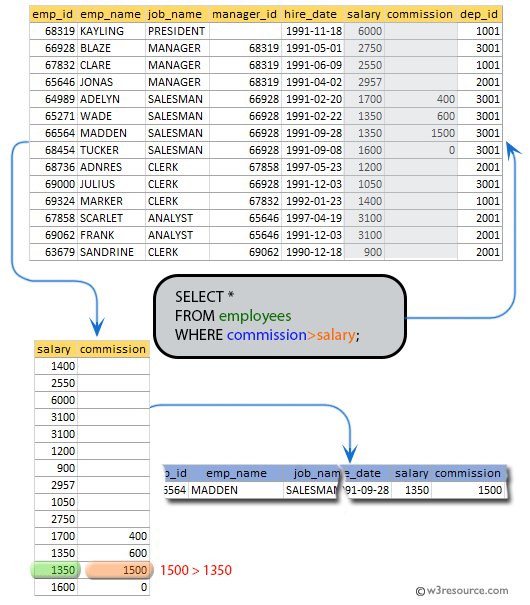 emp_id emp_name job_name manager_id hire_date salary commission dep_id
68319 KAYLING PRESIDENT 1991-11-18 6000 1001
66928 BLAZE MANAGER 68319 1991-05-01 2750 3001
67832 CLARE MANAGER 68319 1991-06-09 2550 1001
65646 JONAS MANAGER 68319 1991-04-02 2957 2001
64989 ADELYN SALESMAN 66928 1991-02-20 1700 400 3001
65271 WADE SALESMAN 66928 1991-02-22 1350 600 3001
66564 MADDEN SALESMAN 66928 1991-09-28 1350 1500 3001
68454 TUCKER SALESMAN 66928 1991-09-08 1600 0 3001
68736 ADNRES CLERK 67858 1997-05-23 1200 2001
69000 JULIUS CLERK 66928 1991-12-03 1050 3001
69324 MARKER CLERK 67832 1992-01-23 1400 1001
67858 SCARLET ANALYST 65646 1997-04-19 3100 2001
69062 FRANK ANALYST 65646 1991-12-03 3100 2001
63679 SANDRINE CLERK 69062 1990-12-18 900 2001
SELECT *
FROM employees
WHERE commission>salary;
salary commission
1400
2550
6000
3100
3100
1200
900
2957
1050
2750
1700 400
1350 600
1350 1500 1500 > 1350
1600 0
p_id emp_name job_name e_date salary commission
6564 MADDEN SALESMAN 91-09-28 1350 1500
© w3resource.com